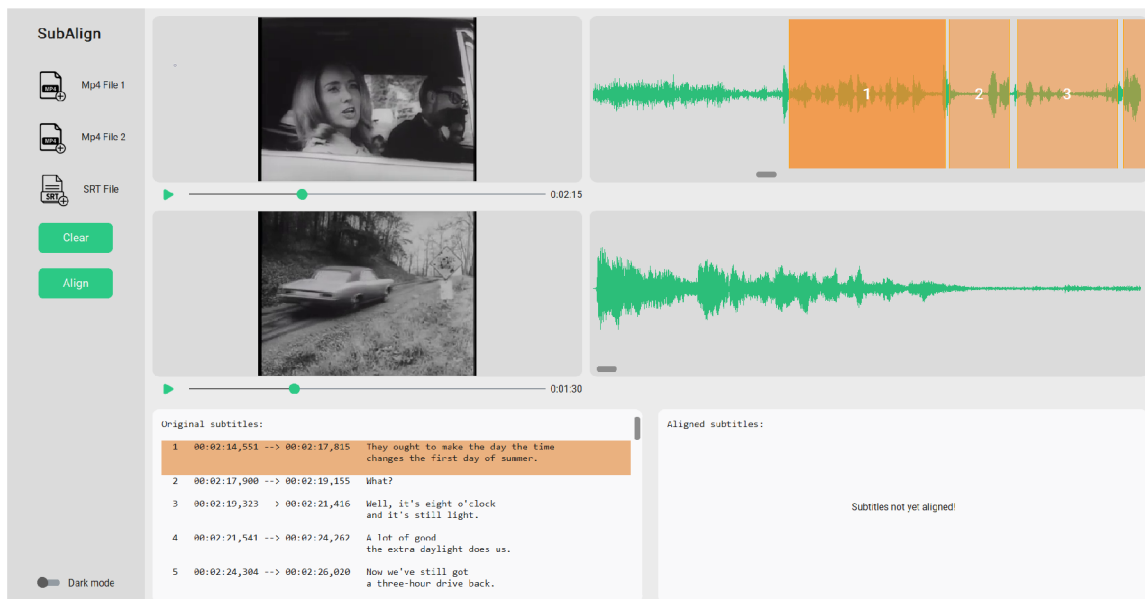 SubAlign
MP4
Mp4 File 1
MP4
Mp4 File 2
SRT
SRT File
Clear
Align
Dark mode
0:02:15
0:01:30
1
2
3
Original subtitles:
1 00:02:14,551 --> 00:02:17,815 They ought to make the day the time
changes the first day of summer.
2 00:02:17,900 --> 00:02:19,155 What?
3 00:02:19,323 > 00:02:21,416 Well, it's eight o'clock
and it's still light.
4 00:02:21,541 --> 00:02:24,262 A lot of good
the extra daylight does us.
5 00:02:24,304 --> 00:02:26,020 Now we've still got
a three-hour drive back.
Aligned subtitles:
Subtitles not yet aligned!